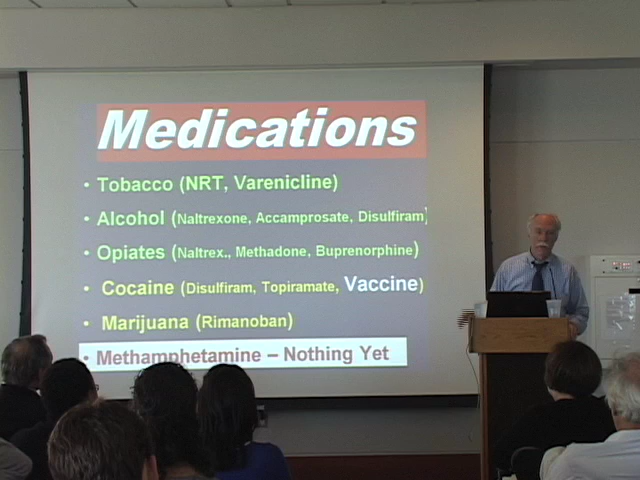 Medications
• Tobacco (NRT, Varenicline)
• Alcohol (Naltrexone, Accamprosate, Disulfiram)
• Opiates (Naltrex., Methadone, Buprenorphine)
• Cocaine (Disulfiram, Topiramate, Vaccine)
• Marijuana (Rimanoban)
• Methamphetamine – Nothing Yet